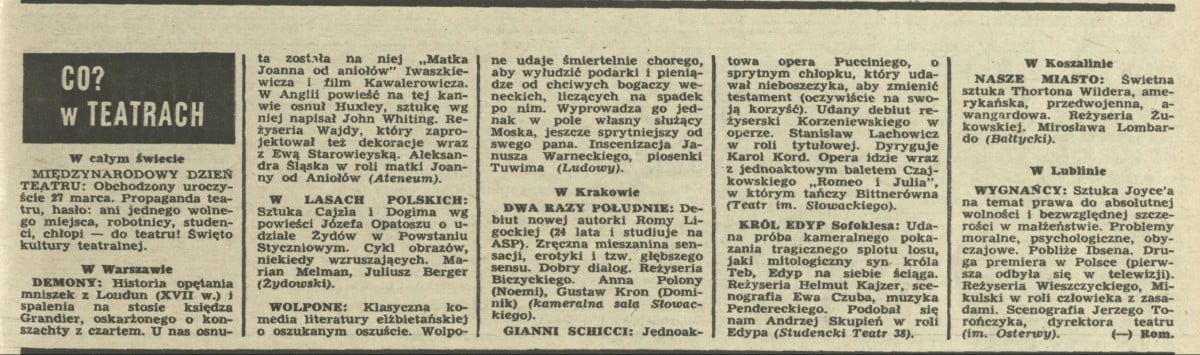 CO?
w TEATRACH
W całym świecie
MIĘDZYNARODOWY DZIEŃ
TEATRU: Obchodzony uroczy-
ście 27 marca. Propaganda tea-
tru, hasło: ani jednego wolne-
go miejsca, robotnicy, studen-
ci, chłopi — do teatru! Święto
kultury teatralnej.
W Warszawie
DEMONY: Historia opętania
mniszek z Loudun (XVII w.) i
spalenia na stosie księdza
Grandier, oskarżonego o kon-
szachty z czartem. U nas osnu-
ta została na niej „Matka
Joanna od aniołów" Iwaszkie-
wicza i film Kawalerowicza.
W Anglii powieść na tej kan-
wie osnuł Huxley, sztukę wg
niej napisał John Whiting. Re-
żyseria Wajdy, który zapro-
jektował też dekoracje wraz
z Ewą Starowieyską. Aleksan-
dra Śląska w roli matki Joan-
ny od Aniołów (Ateneum).
W LASACH POLSKICH:
Sztuka Cajzla i Dogima wg
powieści Józefa Opatoszu o u-
dziale Żydów w Powstaniu
Styczniowym. Cykl obrazów,
niekiedy wzruszających. Ma-
rian Melman, Juliusz Berger
(Żydowski).
WOLPONE: Klasyczna ko-
media literatury elżbietańskiej
o oszukanym oszuście. Wolpo-
ne udaje śmiertelnie chorego,
aby wyłudzić podarki i pienią-
dze od chciwych bogaczy we-
neckich, liczących na spadek
po nim. Wyprowadza go jed-
nak w pole własny służący
Moska, jeszcze sprytniejszy od
swego pana. Inscenizacja Ja-
nusza Warneckiego, piosenki
Tuwima (Ludowy).
W Krakowie
DWA RAZY POŁUDNIE: De-
biut nowej autorki Romy Li-
gockiej (24 lata i studiuje na
ASP). Zręczna mieszanina sen-
sacji, erotyki i tzw. głębszego
sensu. Dobry dialog. Reżyseria
Biczyckiego. Anna Polony
(Noemi), Gustaw Kron (Domi-
nik) (kameralna sala Słowac-
kiego).
GIANNI SCHICCI: Jednoak-
towa opera Pucciniego, o
sprytnym chłopku, który uda-
wał nieboszczyka, aby zmienić
testament (oczywiście na swo-
ją korzyść). Udany debiut re-
żyserski Korzeniewskiego w
operze. Stanisław Lachowicz
w roli tytułowej. Dyryguje
Karol Kord. Opera idzie wraz
z jednoaktowym baletem Czaj-
kowskiego „Romeo i Julia",
w którym tańczy Bittnerówna
(Teatr im. Słowackiego).
KRÓL EDYP Sofoklesa: Uda-
na próba kameralnego poka-
zania tragicznego splotu losu,
jaki mitologiczny syn króla
Teb, Edyp na siebie ściąga.
Reżyseria Helmut Kajzer, sce-
nografia Ewa Czuba, muzyka
Pendereckiego. Podobał się
nam Andrzej Skupień w roli
Edypa (Studencki Teatr 38).
W Koszalinie
NASZE MIASTO: Świetna
sztuka Thortona Wildera, ame-
rykańska, przedwojenna, a-
wangardowa. Reżyseria Żu-
kowskiej. Mirosława Lombar-
do (Bałtycki).
W Lublinie
WYGNAŃCY: Sztuka Joyce'a
na temat prawa do absolutnej
wolności i bezwzględnej szcze-
rości w małżeństwie. Problemy
moralne, psychologiczne, oby-
czajowe. Pobliże Ibsena. Dru-
ga premiera w Polsce (pierw-
sza odbyła się w telewizji).
Reżyseria Wieszczyckiego, Mi-
kulski w roli człowieka z zasa-
dami. Scenografia Jerzego To-
rończyka, dyrektora teatru
(im. Osterwy). (—) Rom.